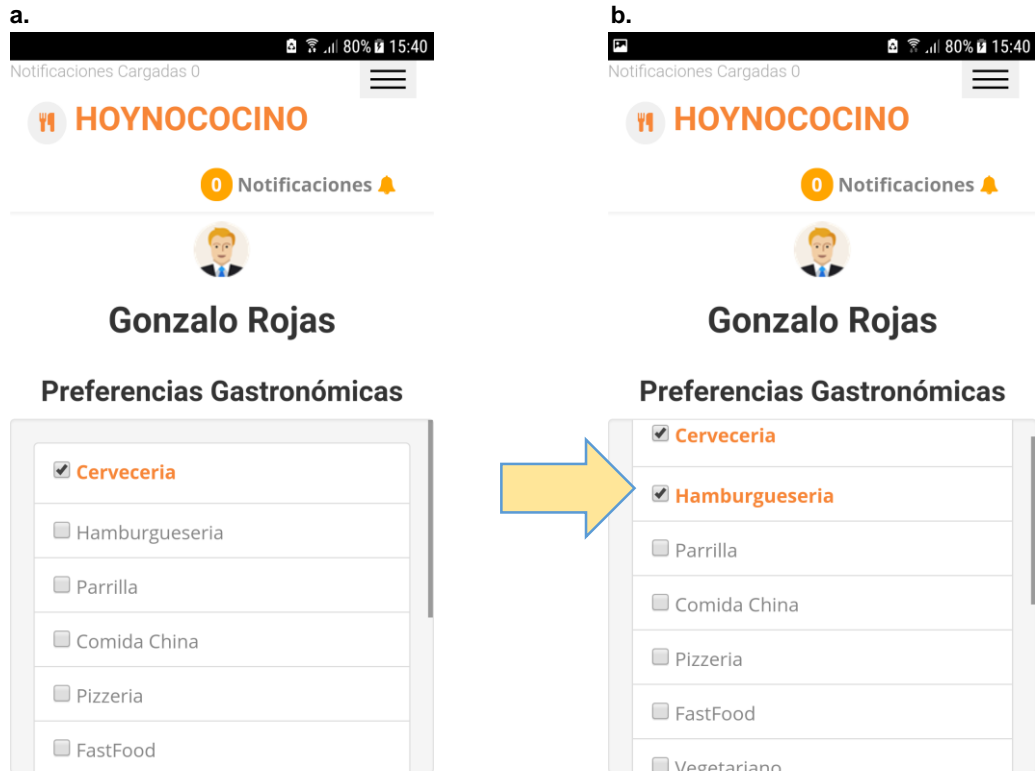 a.
80% 15:40
Notificaciones Cargadas 0
HOYNOCOCINO
0 Notificaciones
Gonzalo Rojas
Preferencias Gastronómicas
Cerveceria
Hamburgueseria
Parrilla
Comida China
Pizzeria
FastFood
b.
80% 15:40
Notificaciones Cargadas 0
HOYNOCOCINO
0 Notificaciones
Gonzalo Rojas
Preferencias Gastronómicas
Cerveceria
Hamburgueseria
Parrilla
Comida China
Pizzeria
FastFood
Vegetariano